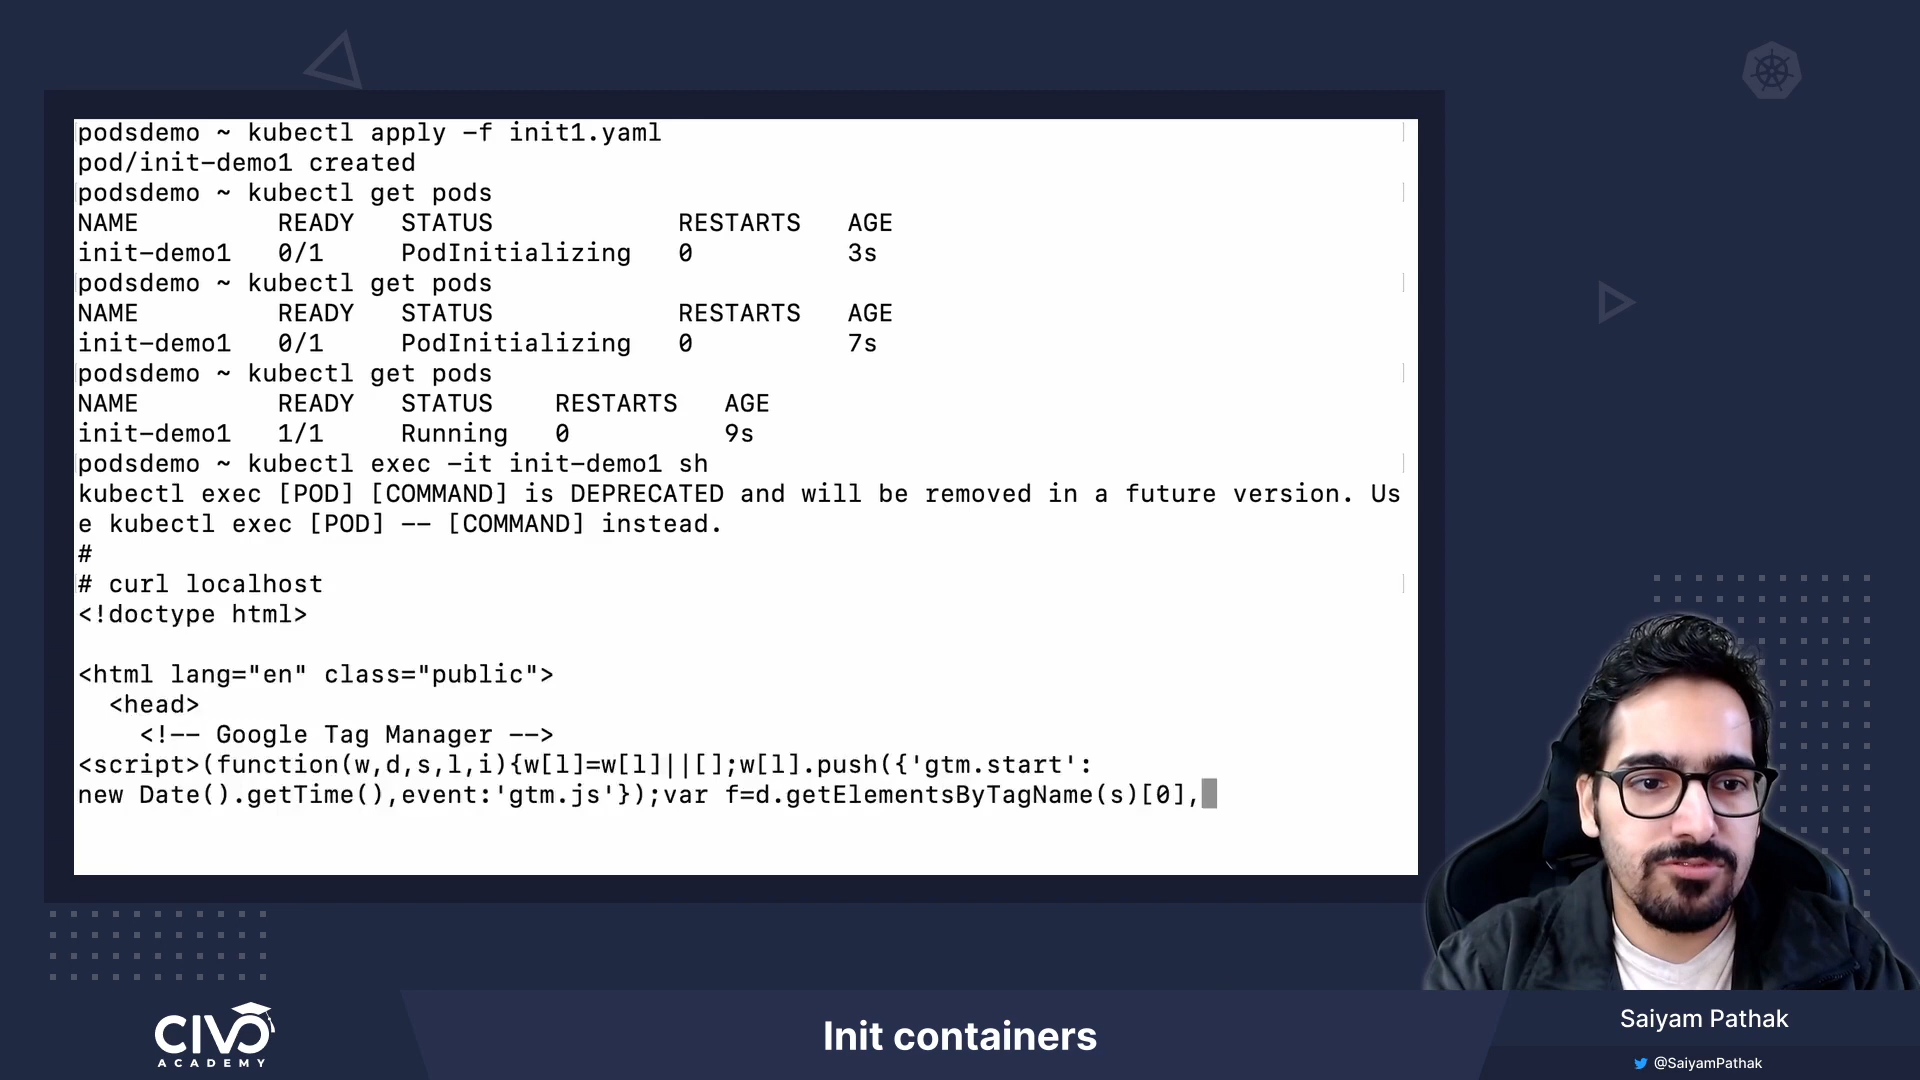 podsdemo ~ kubectl apply -f init1.yaml
pod/init-demo1 created
podsdemo ~ kubectl get pods
NAME READY STATUS RESTARTS AGE
init-demo1 0/1 PodInitializing 0 3s
podsdemo ~ kubectl get pods
NAME READY STATUS RESTARTS AGE
init-demo1 0/1 PodInitializing 0 7s
podsdemo ~ kubectl get pods
NAME READY STATUS RESTARTS AGE
init-demo1 1/1 Running 0 9s
podsdemo ~ kubectl exec -it init-demo1 sh
kubectl exec [POD] [COMMAND] is DEPRECATED and will be removed in a future version. Us
e kubectl exec [POD] -- [COMMAND] instead.
#
# curl localhost
<!doctype html>
<html lang="en" class="public">
<head>
<!-- Google Tag Manager -->
<script>(function(w,d,s,l,i){w[l]=w[l]||[];w[l].push({'gtm.start':
new Date().getTime(),event:'gtm.js'});var f=d.getElementsByTagName(s)[0],
CIVO
ACADEMY
Init containers
Saiyam Pathak
@SaiyamPathak